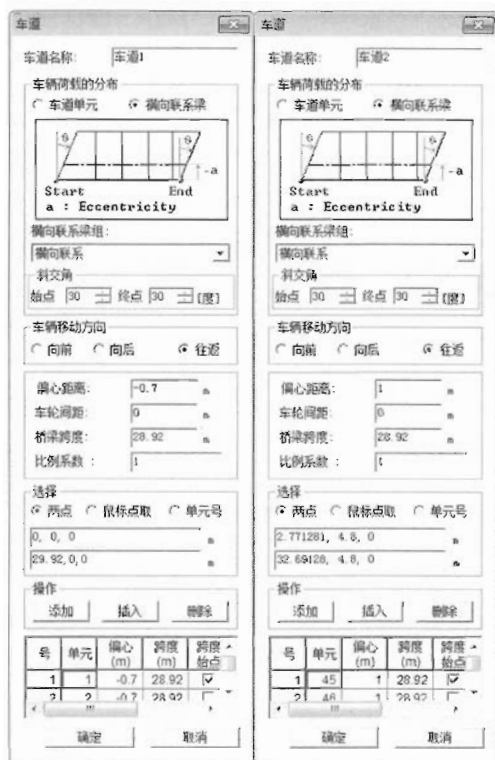 车道
车道名称: 车道1
车辆荷载的分布
车道单元 横向联系梁
θ θ
-a
Start End
a : Eccentricity
横向联系梁组:
横向联系
斜交角
始点 30 终点 30 [度]
车辆移动方向
向前 向后 往返
偏心距离: -0.7 m
车轮间距: 0 m
桥梁跨度: 28.92 m
比例系数 : 1
选择
两点 鼠标点取 单元号
0, 0, 0 m
29.92,0,0 m
操作
添加 插入 删除
号 单元 偏心 (m) 跨度 (m) 跨度 始点
1 1 -0.7 28.92
2 2 -0.7 28.92
确定 取消
车道
车道名称: 车道2
车辆荷载的分布
车道单元 横向联系梁
θ θ
-a
Start End
a : Eccentricity
横向联系梁组:
横向联系
斜交角
始点 30 终点 30 [度]
车辆移动方向
向前 向后 往返
偏心距离: 1 m
车轮间距: 0 m
桥梁跨度: 28.92 m
比例系数 : 1
选择
两点 鼠标点取 单元号
2.771281, 4.8, 0 m
32.69128, 4.8, 0 m
操作
添加 插入 删除
号 单元 偏心 (m) 跨度 (m) 跨度 始点
1 45 1 28.92
2 46 1 28.92
确定 取消